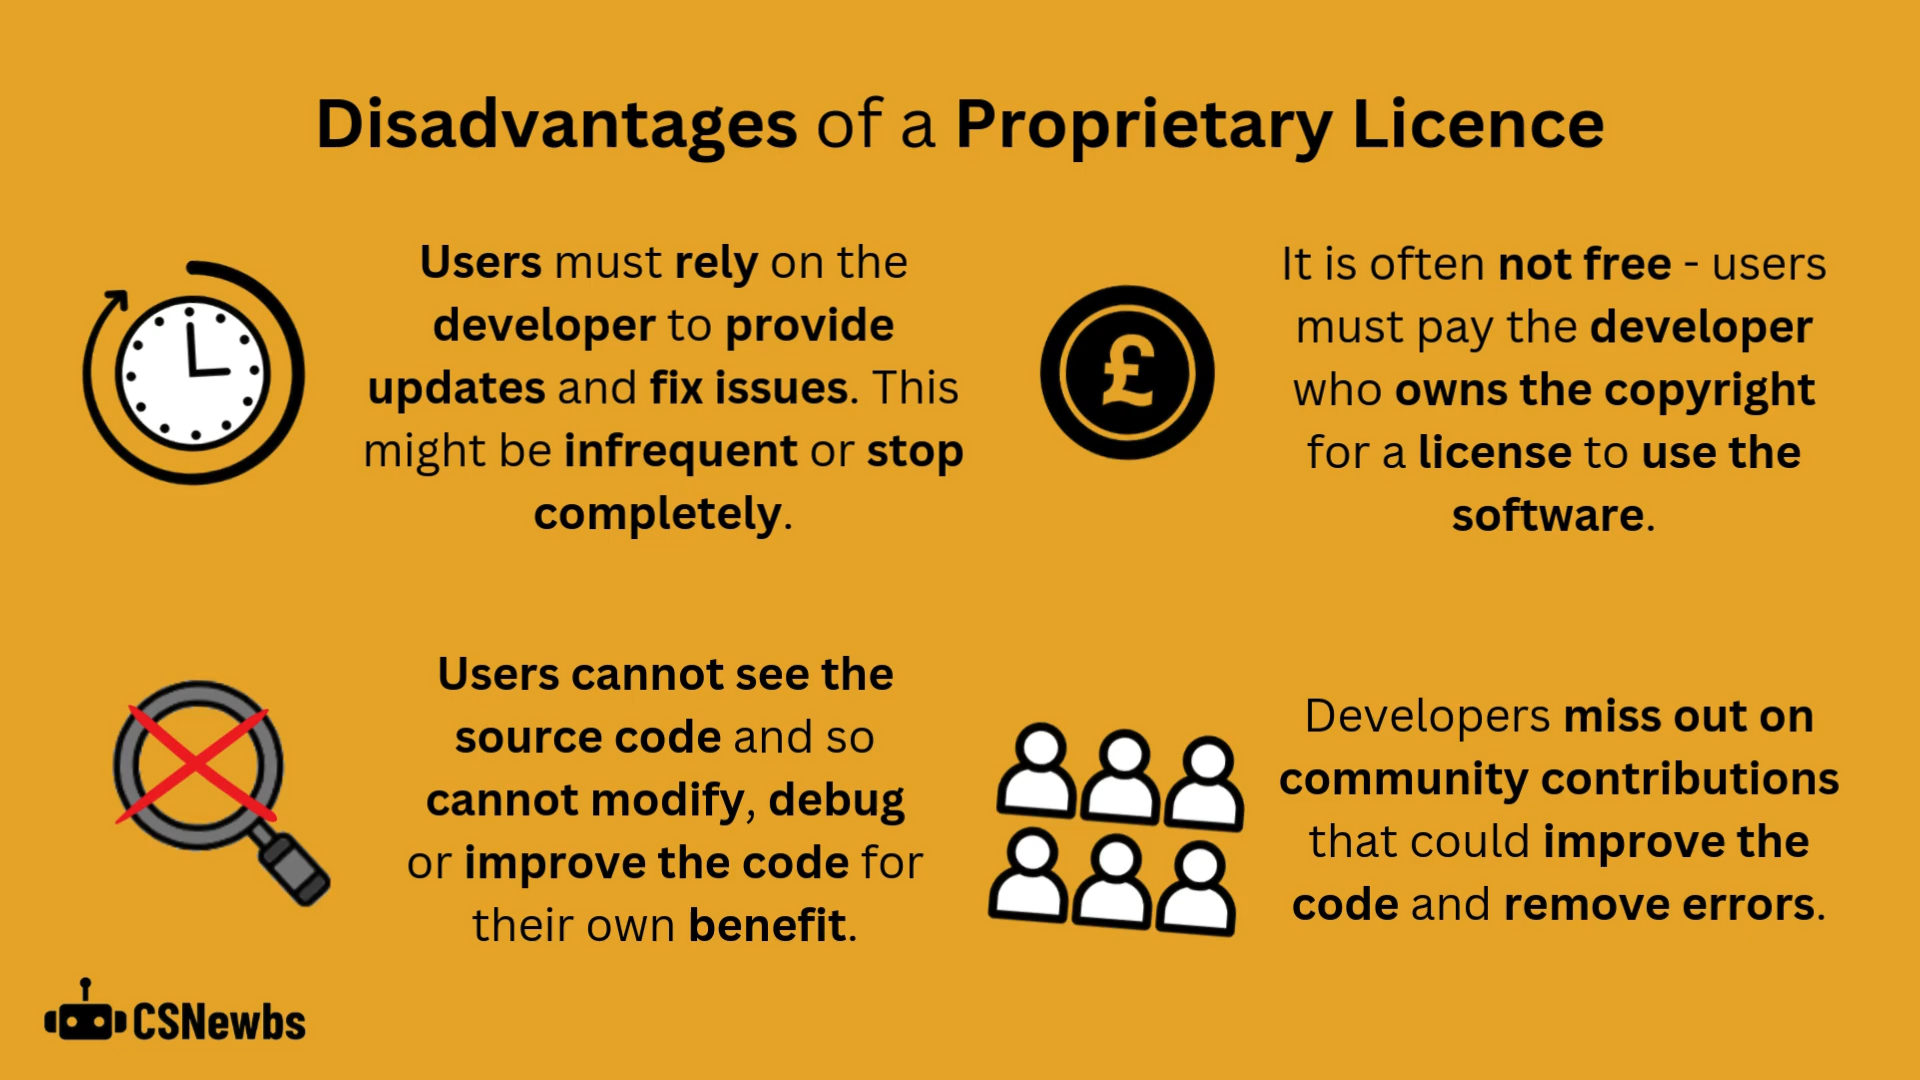 Disadvantages of a Proprietary Licence
Users must rely on the
developer to provide
updates and fix issues. This
might be infrequent or stop
completely.
£
It is often not free - users
must pay the developer
who owns the copyright
for a license to use the
software.
Users cannot see the
source code and so
cannot modify, debug
or improve the code for
their own benefit.
Developers miss out on
community contributions
that could improve the
code and remove errors.
CSNewbs